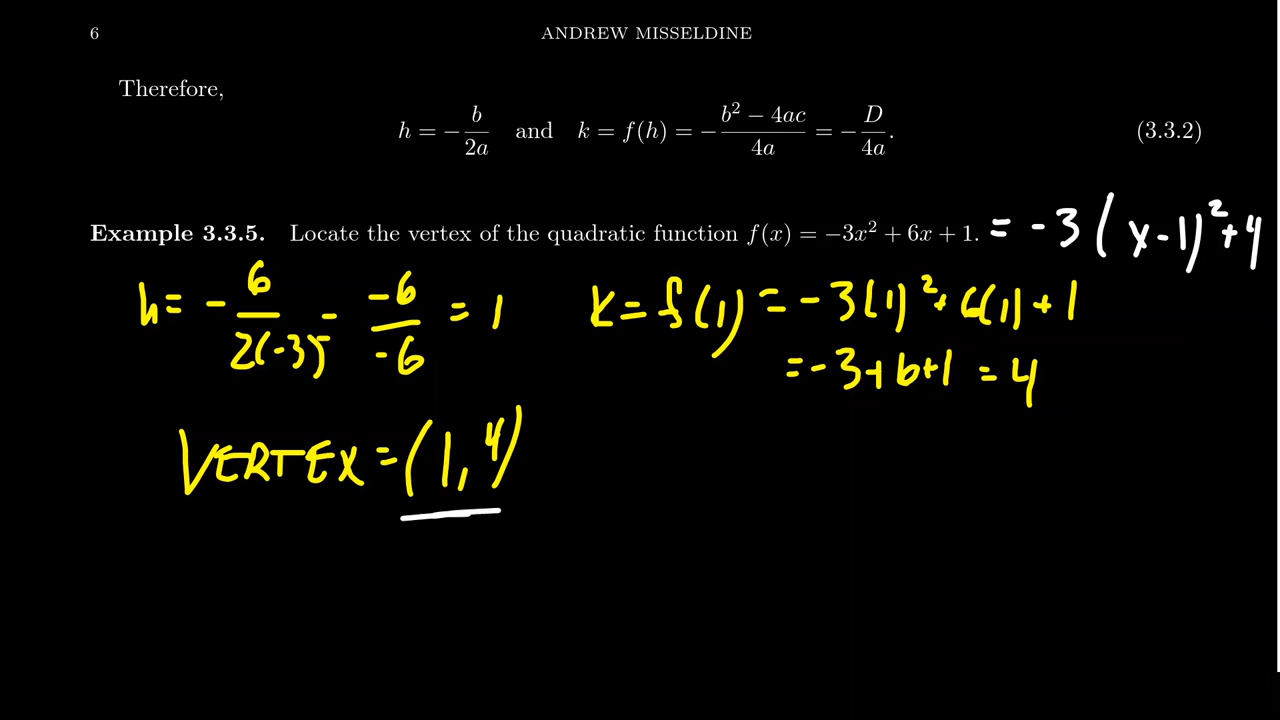 6 ANDREW MISSELDINE
Therefore,
h = −b/2a and k = f(h) = −(b² − 4ac)/4a = −D/4a. (3.3.2)
Example 3.3.5. Locate the vertex of the quadratic function f(x) = −3x² + 6x + 1. = -3(x-1)²+4
h = -6/2(-3) = -6/-6 = 1 K = f(1) = -3(1)²+6(1)+1
= -3+6+1 = 4
VERTEX = (1,4)